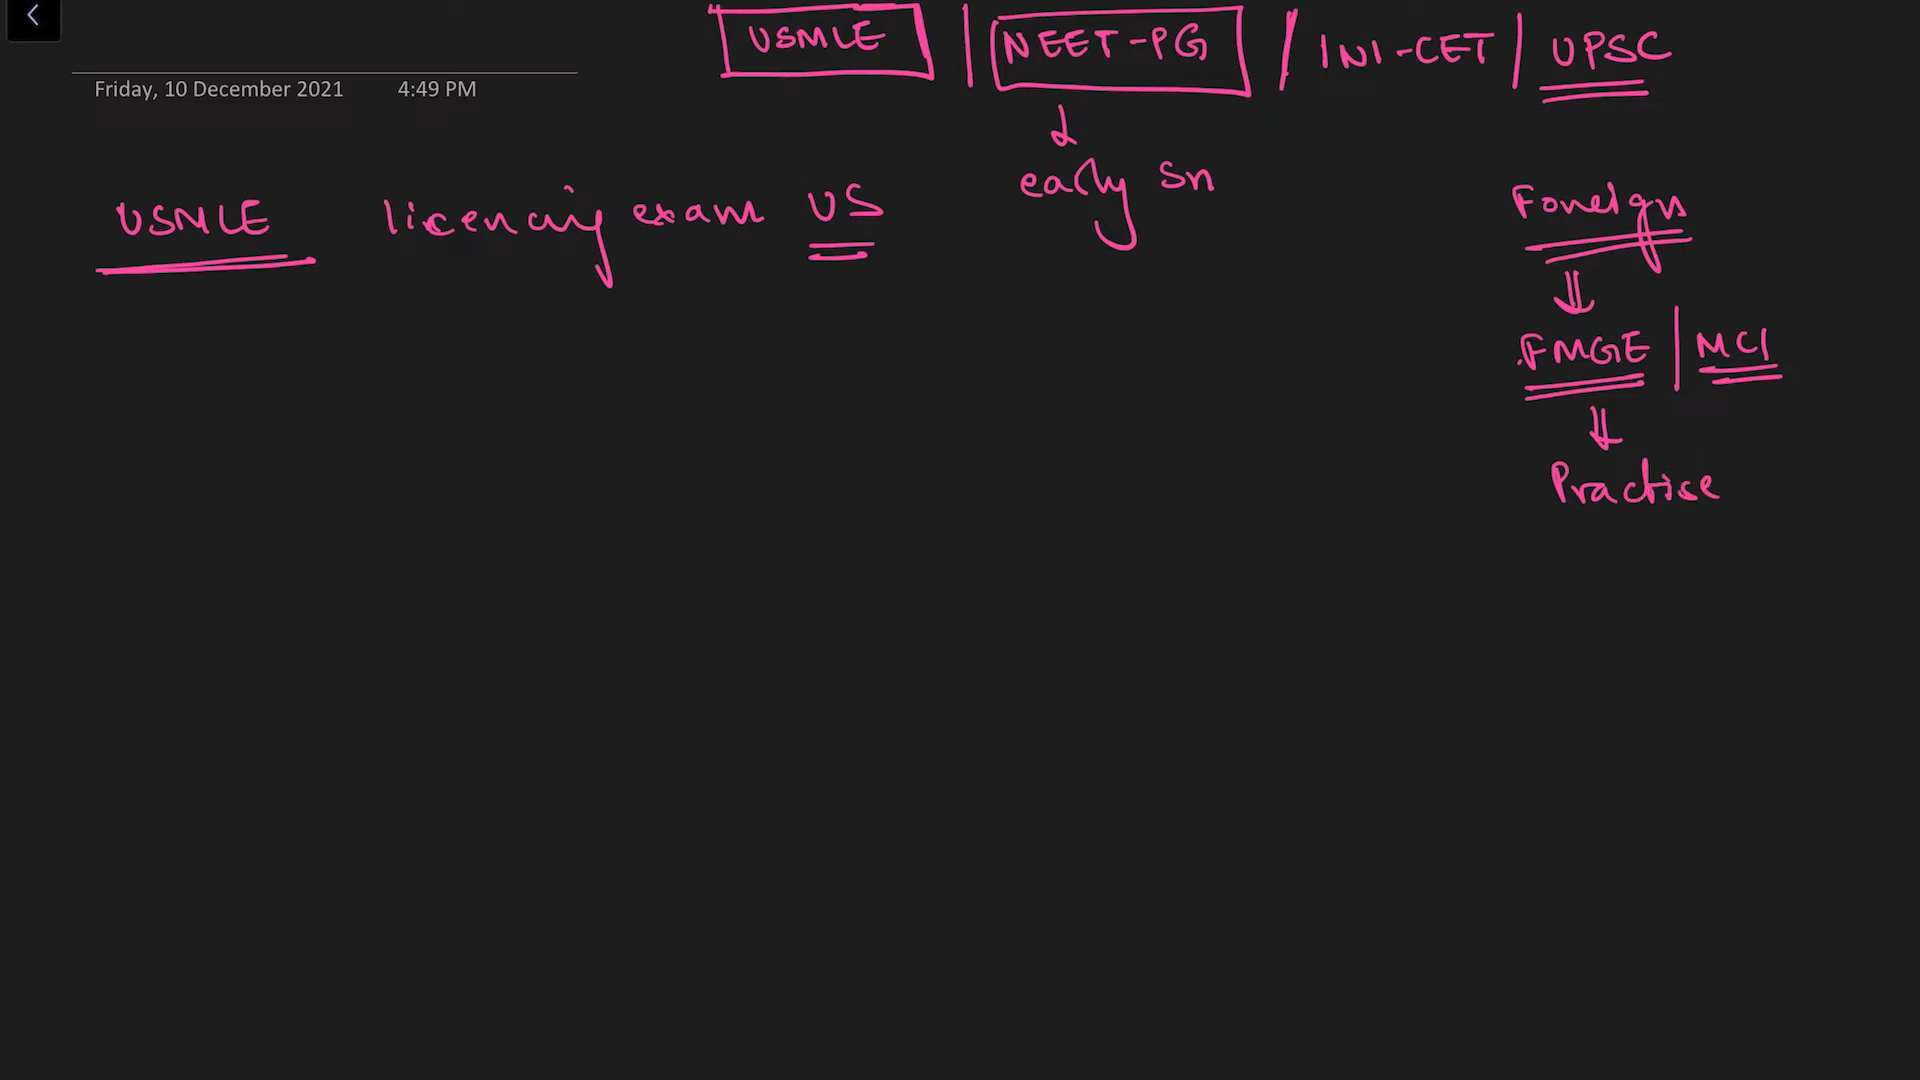 USMLE | NEET-PG | INI-CET | UPSC
Friday, 10 December 2021 4:49 PM
early Sn
USMLE licencing exam US
Foreign
FMGE | MCI
Practise